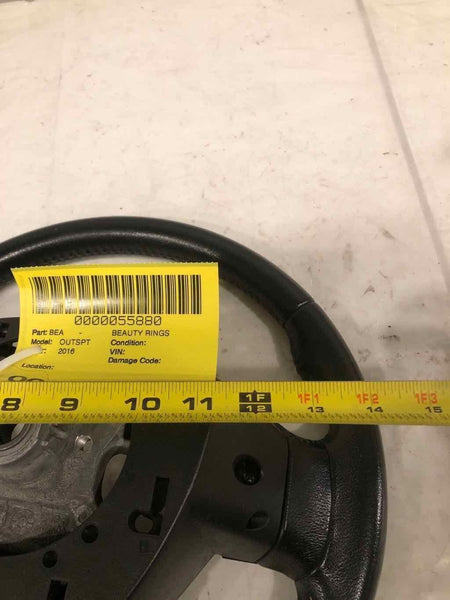 0000055880
Part: BEA - BEAUTY RINGS
Model: OUTSPT Condition:
2016 VIN:
Damage Code:
Location:
8 9 10 11 1F 1F1 1F2 1F3
12 13 14 15